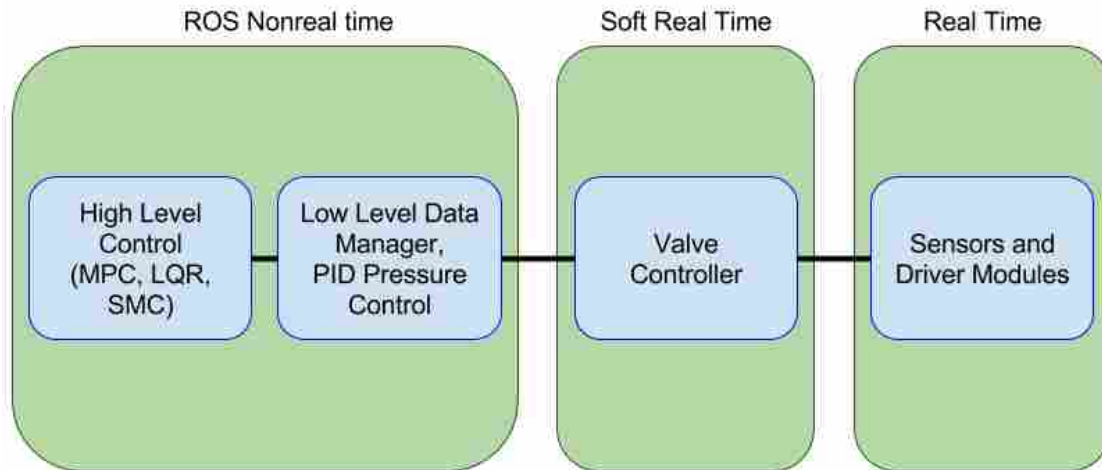 ROS Nonreal time
Soft Real Time
Real Time
High Level
Control
(MPC, LQR,
SMC)
Low Level Data
Manager,
PID Pressure
Control
Valve
Controller
Sensors and
Driver Modules